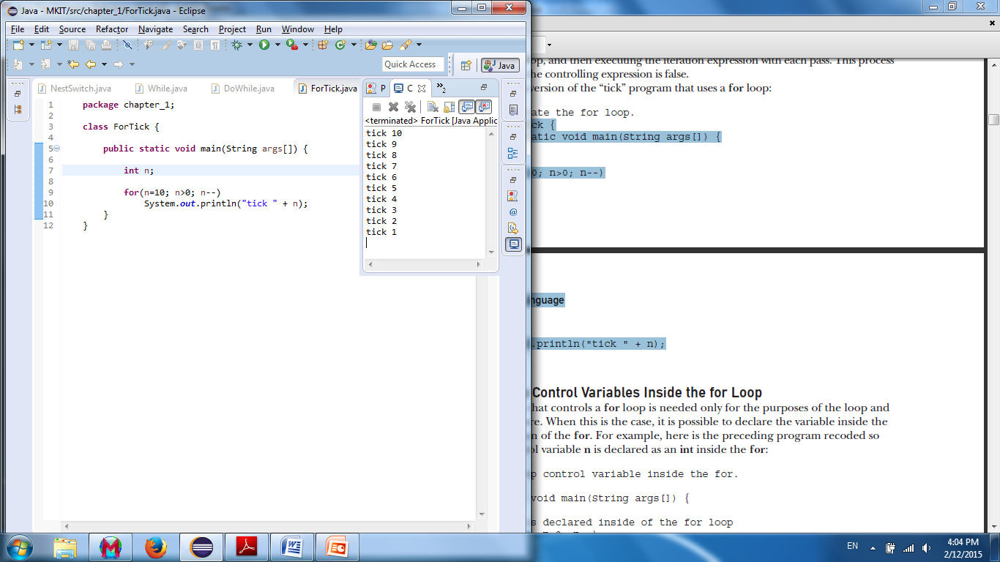 Java - MKIT/src/chapter_1/ForTick.java - Eclipse
File Edit Source Refactor Navigate Search Project Run Window Help
Quick Access
Java
NestSwitch.java While.java DoWhile.java ForTick.java
1 package chapter_1;
2
3 class ForTick {
4
5 public static void main(String args[]) {
6
7 int n;
8
9 for(n=10; n>0; n--)
10 System.out.println("tick " + n);
11 }
12 }
P C »2
<terminated> ForTick [Java Applic
tick 10
tick 9
tick 8
tick 7
tick 6
tick 5
tick 4
tick 3
tick 2
tick 1
op, and then executing the iteration expression with each pass. This process
he controlling expression is false.
version of the “tick” program that uses a for loop:
ate the for loop.
ck {
atic void main(String args[]) {
0; n>0; n--)
nguage
.println("tick " + n);
Control Variables Inside the for Loop
hat controls a for loop is needed only for the purposes of the loop and
re. When this is the case, it is possible to declare the variable inside the
n of the for. For example, here is the preceding program recoded so
ol variable n is declared as an int inside the for:
p control variable inside the for.
void main(String args[]) {
s declared inside of the for loop
EN
4:04 PM
2/12/2015